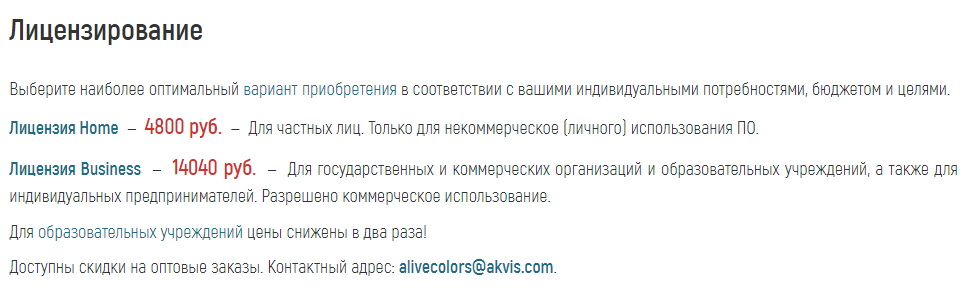 Лицензирование
Выберите наиболее оптимальный вариант приобретения в соответствии с вашими индивидуальными потребностями, бюджетом и целями.
Лицензия Home – 4800 руб. – Для частных лиц. Только для некоммерческое (личного) использования ПО.
Лицензия Business – 14040 руб. – Для государственных и коммерческих организаций и образовательных учреждений, а также для
индивидуальных предпринимателей. Разрешено коммерческое использование.
Для образовательных учреждений цены снижены в два раза!
Доступны скидки на оптовые заказы. Контактный адрес: alivecolors@akvis.com.